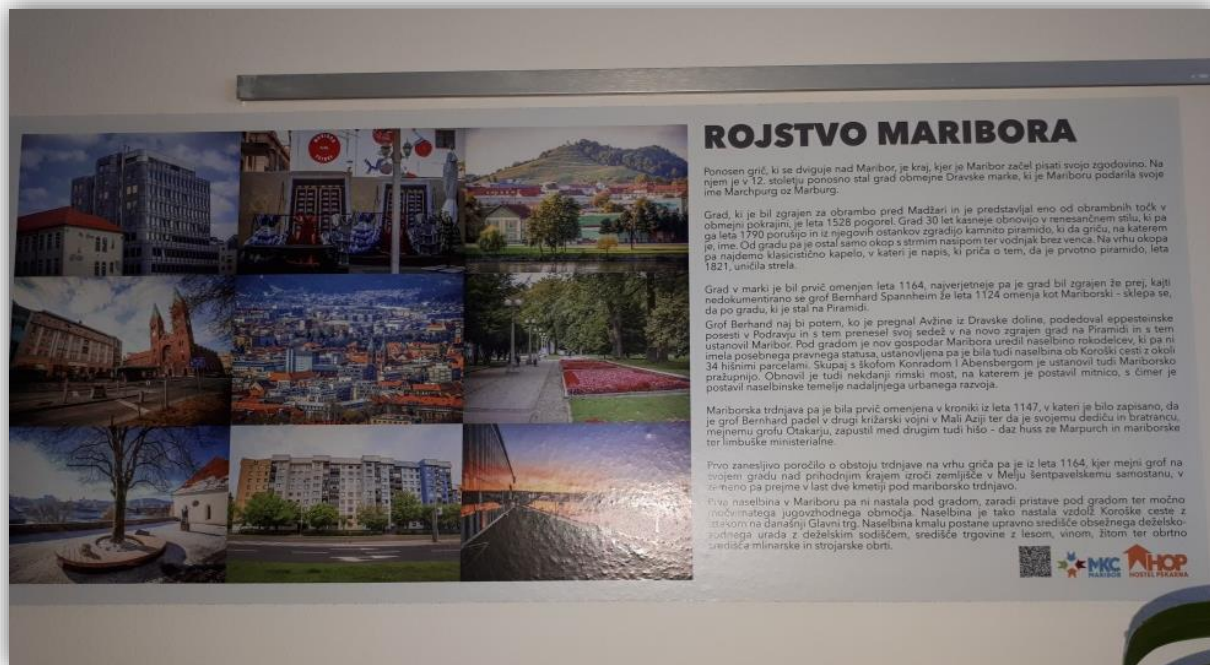 ROJSTVO MARIBORA
Ponosen grič, ki se dviguje nad Maribor, je kraj, kjer je Maribor začel pisati svojo zgodovino. Na
njem je v 12. stoletju ponosno stal grad obmejne Dravske marke, ki je Mariboru podarila svoje
ime Marchpurg oz Marburg.
Grad, ki je bil zgrajen za obrambo pred Madžari in je predstavljal eno od obrambnih točk v
obmejni pokrajini, je leta 1528 pogorel. Grad 30 let kasneje obnovijo v renesančnem stilu, ki pa
ga leta 1790 porušijo in iz njegovih ostankov zgradijo kamnito piramido, ki da griču, na katerem
je, ime. Od gradu pa je ostal samo okop s strmim nasipom ter vodnjak brez venca. Na vrhu okopa
pa najdemo klasicistično kapelo, v kateri je napis, ki priča o tem, da je prvotno piramido, leta
1821, uničila strela.
Grad v marki je bil prvič omenjen leta 1164, najverjetneje pa je grad bil zgrajen že prej, kajti
nedokumentirano se grof Bernhard Spannheim že leta 1124 omenja kot Mariborski - sklepa se,
da po gradu, ki je stal na Piramidi.
Grof Berhand naj bi potem, ko je pregnal Avžine iz Dravske doline, podedoval eppesteinske
posesti v Podravju in s tem prenesel svoj sedež v na novo zgrajen grad na Piramidi in s tem
ustanovil Maribor. Pod gradom je nov gospodar Maribora uredil naselbino rokodelcev, ki pa ni
imela posebnega pravnega statusa, ustanovljena pa je bila tudi naselbina ob Koroški cesti z okoli
34 hišnimi parcelami. Skupaj s škofom Konradom I Abensbergom je ustanovil tudi Mariborsko
pražupnijo. Obnovil je tudi nekdanji rimski most, na katerem je postavil mitnico, s čimer je
postavil naselbinske temelje nadaljnjega urbanega razvoja.
Mariborska trdnjava pa je bila prvič omenjena v kroniki iz leta 1147, v kateri je bilo zapisano, da
je grof Bernhard padel v drugi križarski vojni v Mali Aziji ter da je svojemu dediču in bratrancu,
mejnemu grofu Otakarju, zapustil med drugim tudi hišo - daz huss ze Marpurch in mariborske
ter limbuške ministeriale.
Prvo zanesljivo poročilo o obstoju trdnjave na vrhu griča pa je iz leta 1164, kjer mejni grof na
svojem gradu nad prihodnjim krajem izroči zemljišče v Melju šentpavelskemu samostanu, v
zameno pa prejme v last dve kmetiji pod mariborsko trdnjavo.
Prva naselbina v Mariboru pa ni nastala pod gradom, zaradi pristave pod gradom ter močno
močvirnatega jugovzhodnega območja. Naselbina je tako nastala vzdolž Koroške ceste z
iztekom na današnji Glavni trg. Naselbina kmalu postane upravno središče obsežnega deželsko-
sodnega urada z deželskim sodiščem, središče trgovine z lesom, vinom, žitom ter obrtno
središče mlinarske in strojarske obrti.
MKC
MARIBOR
HOP
HOSTEL PEKARNA